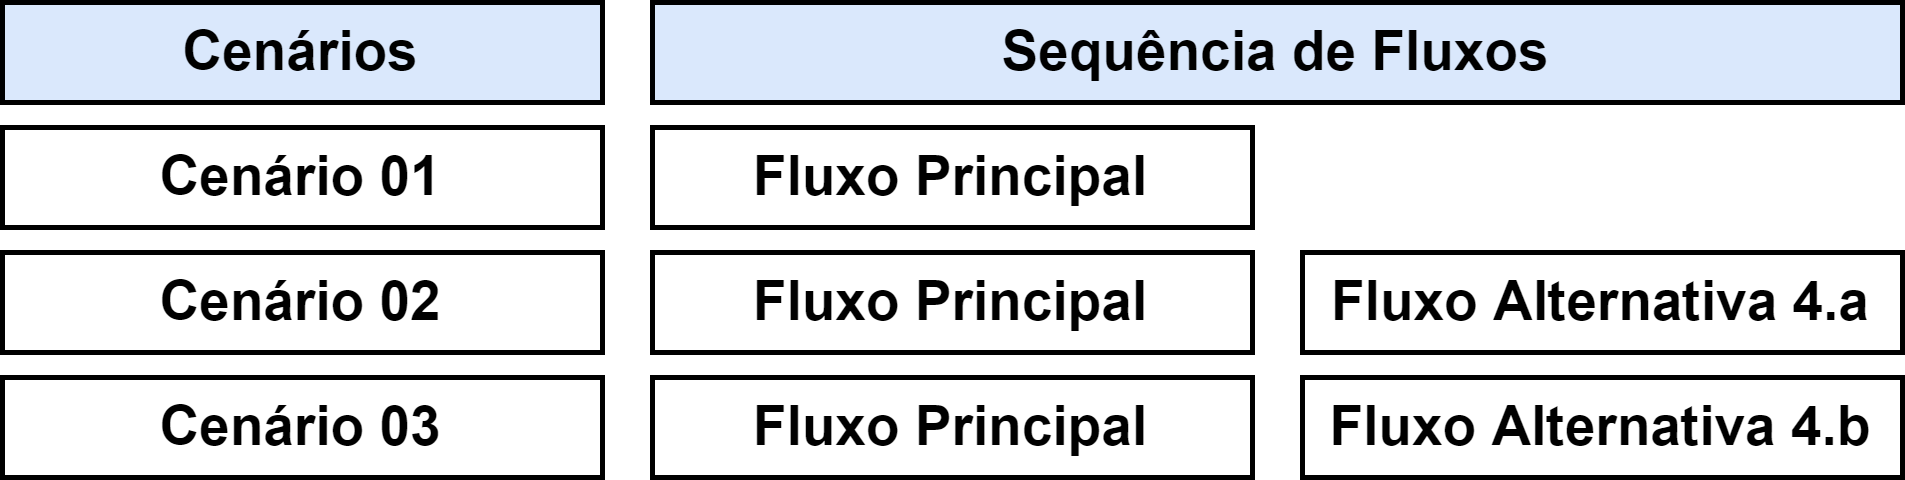 Cenários
Sequência de Fluxos
Cenário 01
Fluxo Principal
Cenário 02
Fluxo Principal
Fluxo Alternativa 4.a
Cenário 03
Fluxo Principal
Fluxo Alternativa 4.b